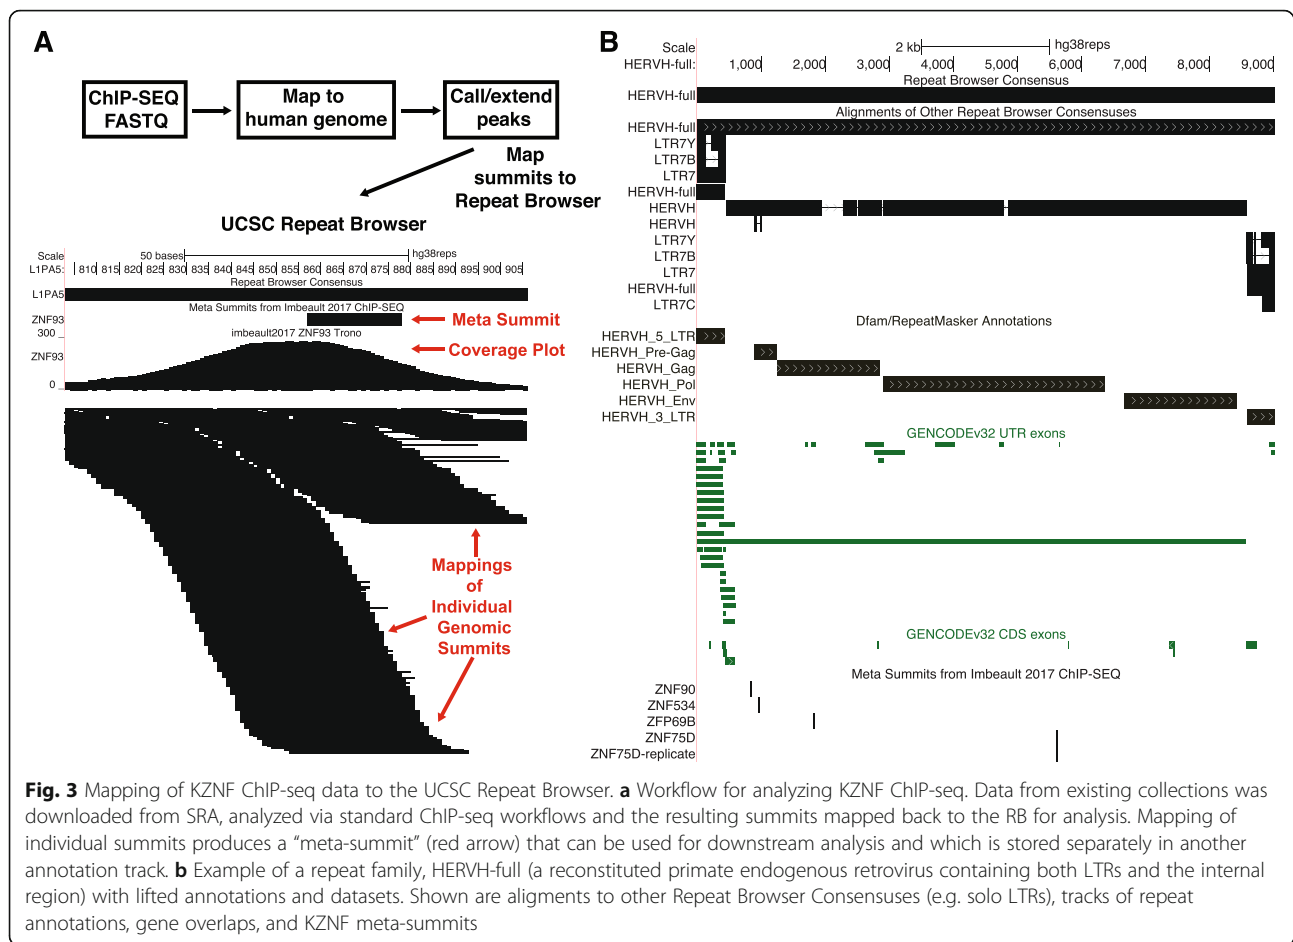 A
ChIP-SEQ
FASTQ
Map to
human genome
Call/extend
peaks
Map
summits to
Repeat Browser
UCSC Repeat Browser
Scale
50 bases
hg38reps
L1PA5:
810 815 820 825 830 835 840 845 850 855 860 865 870 875 880 885 890 895 900 905
Repeat Browser Consensus
L1PA5
Meta Summits from Imbeault 2017 ChIP-SEQ
ZNF93
Meta Summit
imbeault2017 ZNF93 Trono
300
ZNF93
Coverage Plot
0
Mappings
of
Individual
Genomic
Summits
B
Scale
2 kb
hg38reps
HERVH-full:
1,000 2,000 3,000 4,000 5,000 6,000 7,000 8,000 9,000
Repeat Browser Consensus
HERVH-full
Alignments of Other Repeat Browser Consensuses
HERVH-full
LTR7Y
LTR7B
LTR7
HERVH-full
HERVH
HERVH
LTR7Y
LTR7B
LTR7
HERVH-full
LTR7C
Dfam/RepeatMasker Annotations
HERVH_5_LTR
HERVH_Pre-Gag
HERVH_Gag
HERVH_Pol
HERVH_Env
HERVH_3_LTR
GENCODEv32 UTR exons
GENCODEv32 CDS exons
Meta Summits from Imbeault 2017 ChIP-SEQ
ZNF90
ZNF534
ZFP69B
ZNF75D
ZNF75D-replicate
Fig. 3 Mapping of KZNF ChIP-seq data to the UCSC Repeat Browser. a Workflow for analyzing KZNF ChIP-seq. Data from existing collections was
downloaded from SRA, analyzed via standard ChIP-seq workflows and the resulting summits mapped back to the RB for analysis. Mapping of
individual summits produces a “meta-summit” (red arrow) that can be used for downstream analysis and which is stored separately in another
annotation track. b Example of a repeat family, HERVH-full (a reconstituted primate endogenous retrovirus containing both LTRs and the internal
region) with lifted annotations and datasets. Shown are aligments to other Repeat Browser Consensuses (e.g. solo LTRs), tracks of repeat
annotations, gene overlaps, and KZNF meta-summits